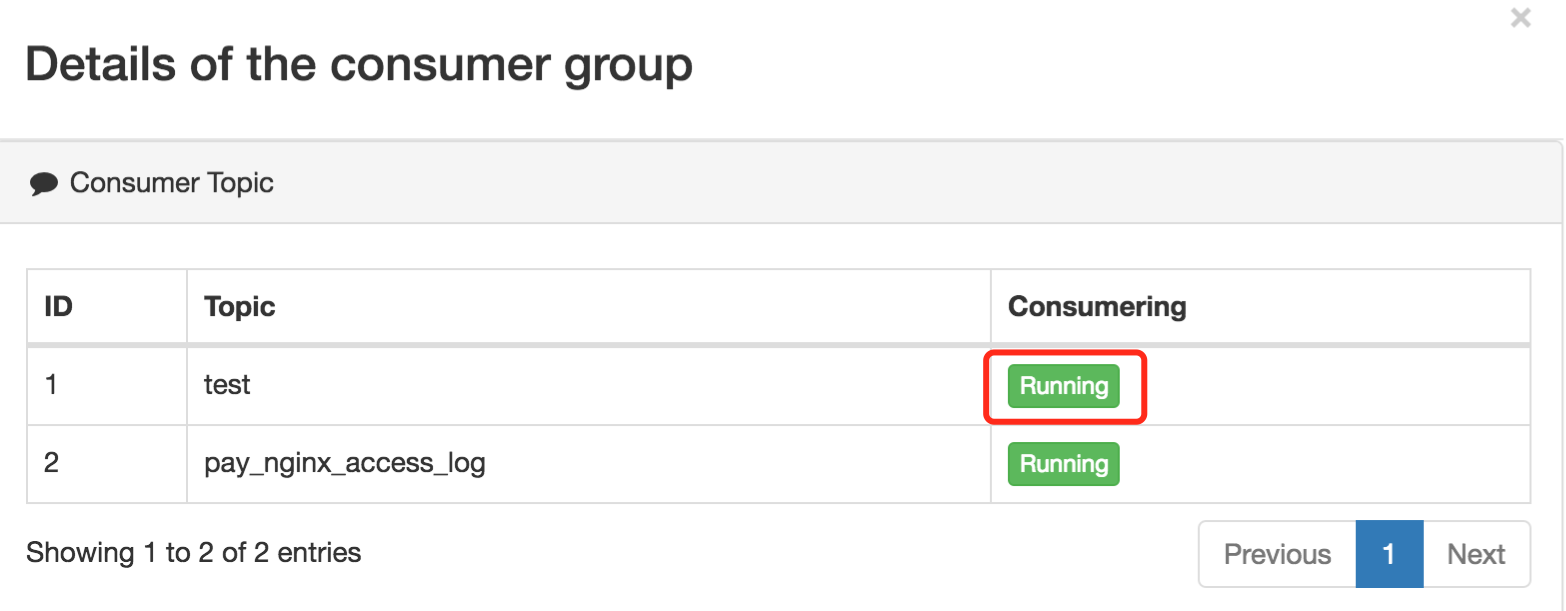 ×
Details of the consumer group
Consumer Topic
ID Topic Consumering
1 test Running
2 pay_nginx_access_log Running
Showing 1 to 2 of 2 entries
Previous 1 Next